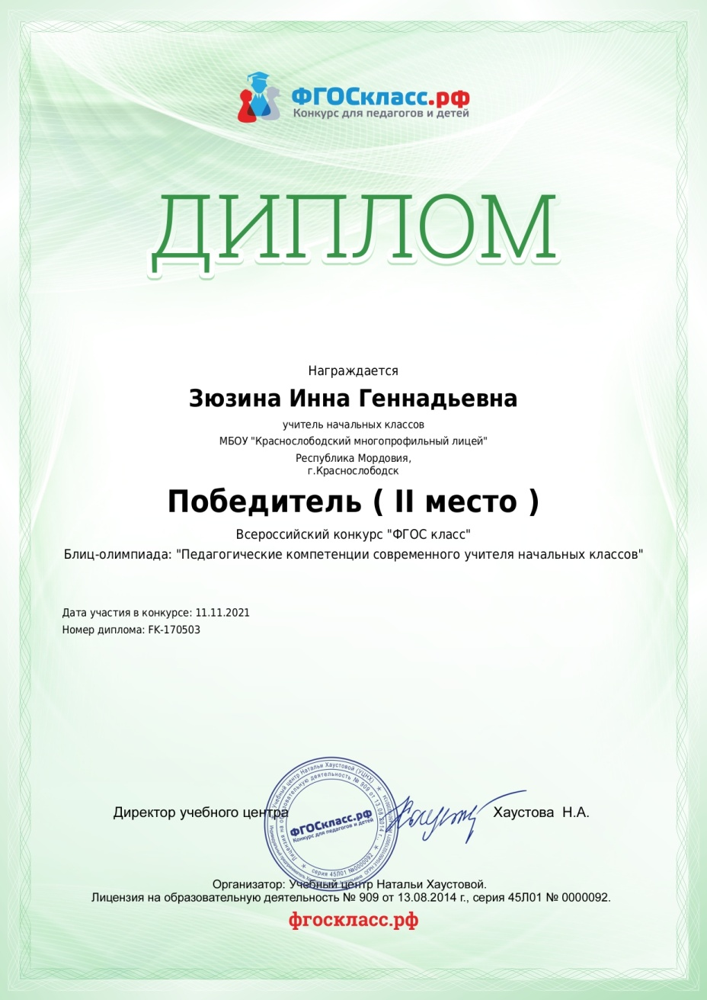 ФГОСкласс.рф
Конкурс для педагогов и детей
ДИПЛОМ
Награждается
Зюзина Инна Геннадьевна
учитель начальных классов
МБОУ "Краснослободский многопрофильный лицей"
Республика Мордовия,
г.Краснослободск
Победитель ( II место )
Всероссийский конкурс "ФГОС класс"
Блиц-олимпиада: "Педагогические компетенции современного учителя начальных классов"
Дата участия в конкурсе: 11.11.2021
Номер диплома: FK-170503
Директор учебного центра
Хаустова Н.А.
Учебный центр Натальи Хаустовой (УЦНХ)
Лицензия на образовательную деятельность № 909 от 13.08.2014 г.,
серия 45Л01 №0000092
ФГОСкласс.рф
Конкурс для педагогов и детей
Организатор: Учебный центр Натальи Хаустовой.
Лицензия на образовательную деятельность № 909 от 13.08.2014 г., серия 45Л01 № 0000092.
фгоскласс.рф